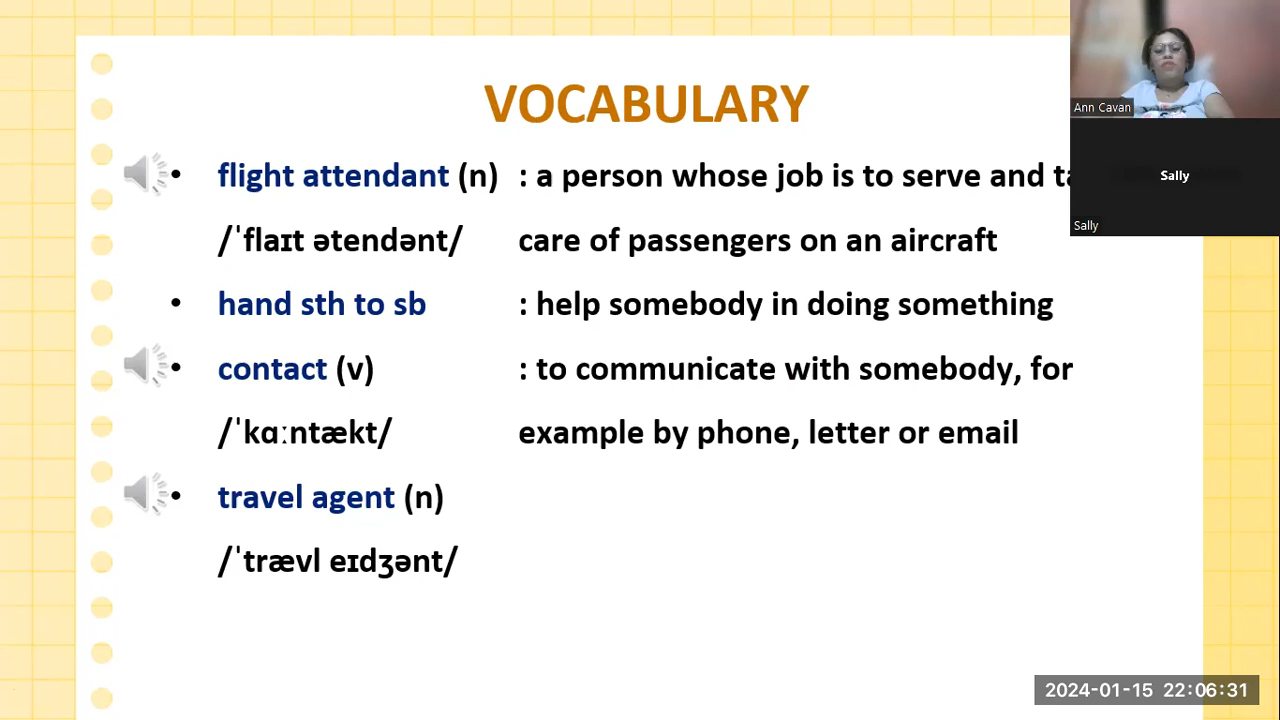 VOCABULARY
Ann Cavan
• flight attendant (n) : a person whose job is to serve and
Sally
/ˈflaɪt ətendənt/ care of passengers on an aircraft
Sally
• hand sth to sb : help somebody in doing something
• contact (v) : to communicate with somebody, for
/ˈkɑːntækt/ example by phone, letter or email
• travel agent (n)
/ˈtrævl eɪdʒənt/
2024-01-15 22:06:31